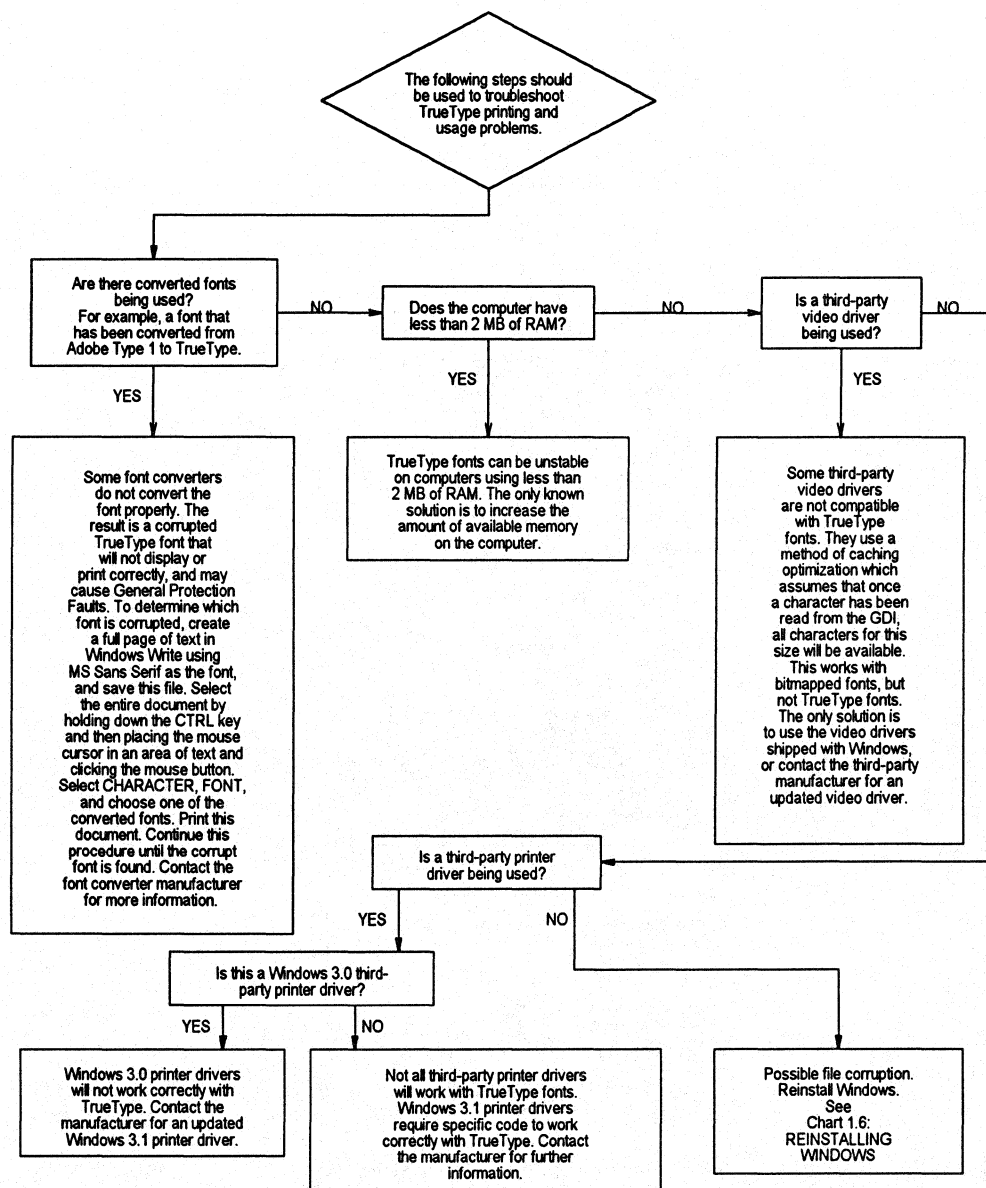 The following steps should
be used to troubleshoot
TrueType printing and
usage problems.
Are there converted fonts
being used?
For example, a font that
has been converted from
Adobe Type 1 to TrueType.
NO
Does the computer have
less than 2 MB of RAM?
NO
Is a third-party
video driver
being used?
NO
YES
YES
YES
Some font converters
do not convert the
font properly. The
result is a corrupted
TrueType font that
will not display or
print correctly, and may
cause General Protection
Faults. To determine which
font is corrupted, create
a full page of text in
Windows Write using
MS Sans Serif as the font,
and save this file. Select
the entire document by
holding down the CTRL key
and then placing the mouse
cursor in an area of text and
clicking the mouse button.
Select CHARACTER, FONT,
and choose one of the
converted fonts. Print this
document. Continue this
procedure until the corrupt
font is found. Contact the
font converter manufacturer
for more information.
TrueType fonts can be unstable
on computers using less than
2 MB of RAM. The only known
solution is to increase the
amount of available memory
on the computer.
Some third-party
video drivers
are not compatible
with TrueType
fonts. They use a
method of caching
optimization which
assumes that once
a character has been
read from the GDI,
all characters for this
size will be available.
This works with
bitmapped fonts, but
not TrueType fonts.
The only solution is
to use the video drivers
shipped with Windows,
or contact the third-party
manufacturer for an
updated video driver.
Is a third-party printer
driver being used?
YES
NO
Is this a Windows 3.0 third-
party printer driver?
YES
NO
Windows 3.0 printer drivers
will not work correctly with
TrueType. Contact the
manufacturer for an updated
Windows 3.1 printer driver.
Not all third-party printer drivers
will work with TrueType fonts.
Windows 3.1 printer drivers
require specific code to work
correctly with TrueType. Contact
the manufacturer for further
information.
Possible file corruption.
Reinstall Windows.
See
Chart 1.6:
REINSTALLING
WINDOWS